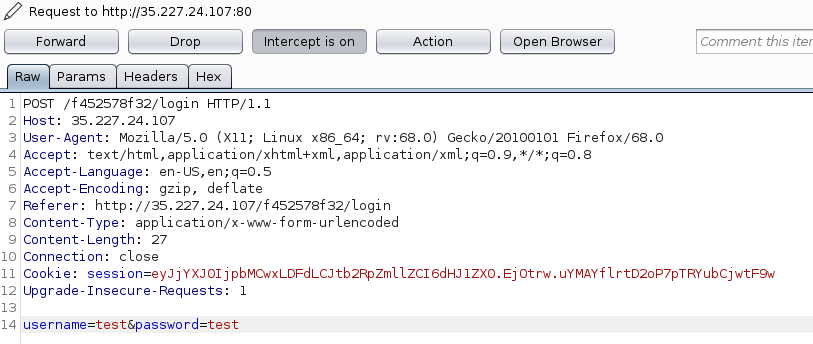 Request to http://35.227.24.107:80
Forward Drop Intercept is on Action Open Browser Comment this iter
Raw Params Headers Hex
1 POST /f452578f32/login HTTP/1.1
2 Host: 35.227.24.107
3 User-Agent: Mozilla/5.0 (X11; Linux x86_64; rv:68.0) Gecko/20100101 Firefox/68.0
4 Accept: text/html,application/xhtml+xml,application/xml;q=0.9,*/*;q=0.8
5 Accept-Language: en-US,en;q=0.5
6 Accept-Encoding: gzip, deflate
7 Referer: http://35.227.24.107/f452578f32/login
8 Content-Type: application/x-www-form-urlencoded
9 Content-Length: 27
10 Connection: close
11 Cookie: session=eyJjYXJ0IjpbMCwxLDFdLCJtb2RpZmllZCI6dHJ1ZX0.EjOtrw.uYMAYflrtD2oP7pTRYubCjwtF9w
12 Upgrade-Insecure-Requests: 1
13
14 username=test&password=test